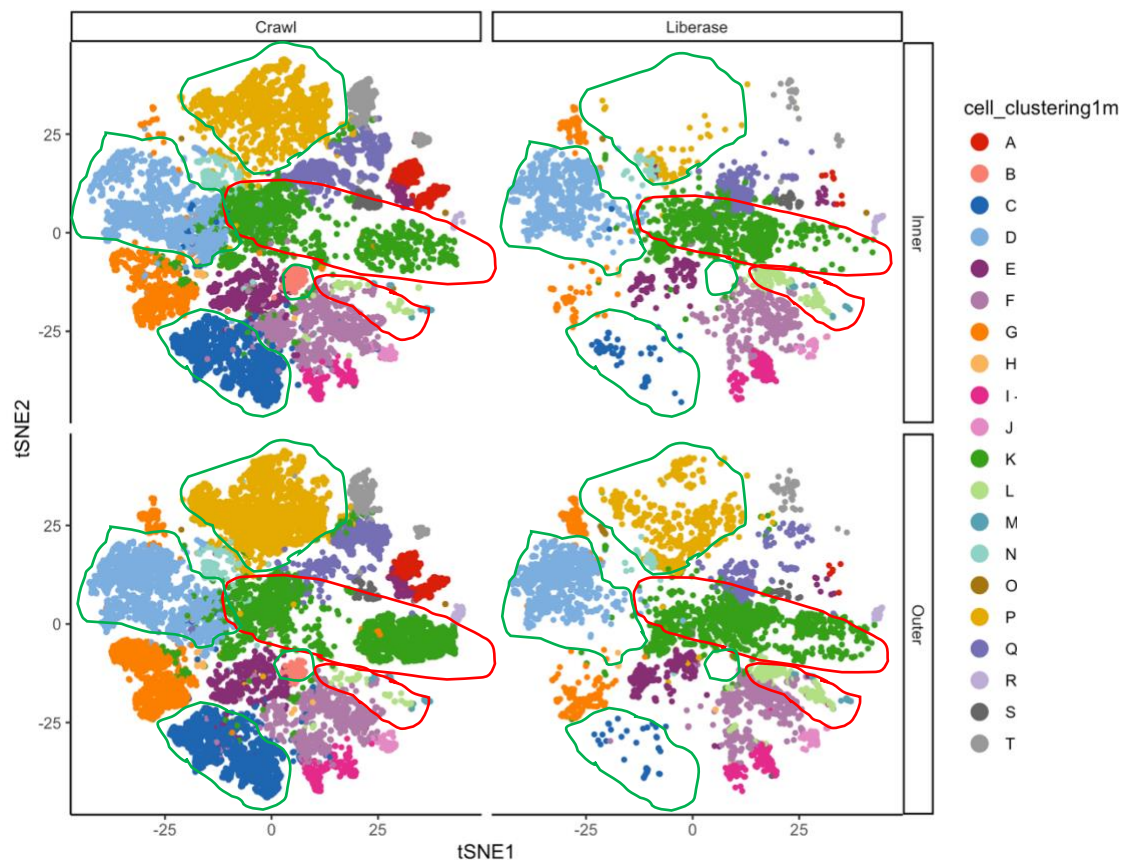 Crawl
Liberase
Inner
Outer
25
0
-25
25
0
-25
-25
0
25
-25
0
25
tSNE1
tSNE2
cell_clustering1m
A
B
C
D
E
F
G
H
I .
J
K
L
M
N
O
P
Q
R
S
T